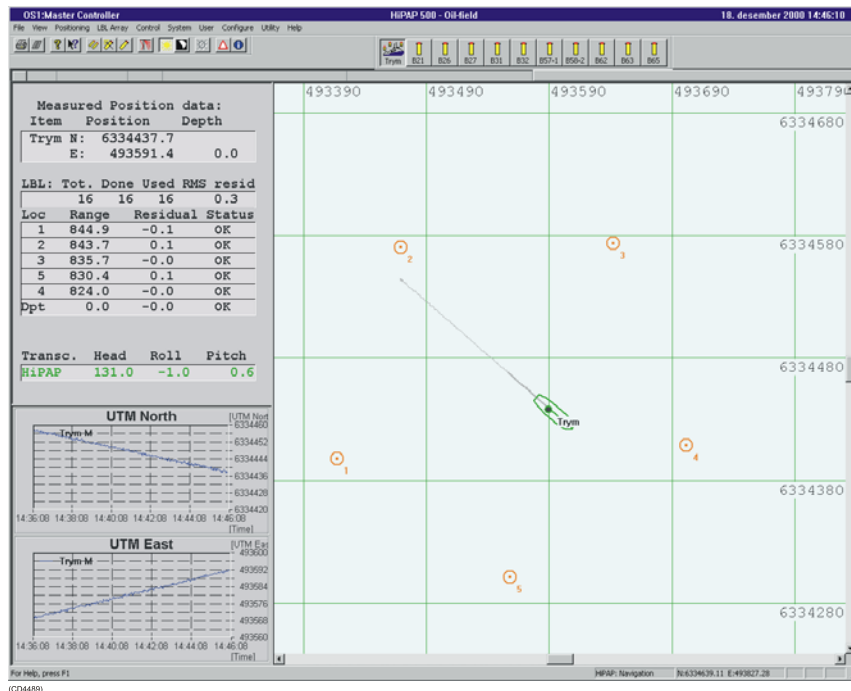 OS1:Master Controller HiPAP 500 - Oil-field 18. desember 2000 14:46:10
File View Positioning LBL Array Control System User Configure Utility Help
Trym B21 B26 B27 B31 B32 B57-1 B58-2 B62 B63 B65
Measured Position data:
Item Position Depth
Trym N: 6334437.7
E: 493591.4 0.0
LBL: Tot. Done Used RMS resid
16 16 16 0.3
Loc Range Residual Status
1 844.9 -0.1 OK
2 843.7 0.1 OK
3 835.7 -0.0 OK
5 830.4 0.1 OK
4 824.0 -0.0 OK
Dpt 0.0 -0.0 OK
Transc. Head Roll Pitch
HiPAP 131.0 -1.0 0.6
UTM North
[UTM Nort
Trym-M
6334460
6334452
6334444
6334436
6334428
6334420
14:36:08 14:38:08 14:40:08 14:42:08 14:44:08 14:46:08
[Time]
UTM East
[UTM Eas
Trym-M
493600
493592
493584
493576
493568
493560
14:36:08 14:38:08 14:40:08 14:42:08 14:44:08 14:46:08
[Time]
493390 493490 493590 493690 49379
6334680
6334580
6334480
6334380
6334280
2
3
Trym
1
4
5
For Help, press F1 HiPAP: Navigation N:6334639.11 E:493827.28
(CD4489)